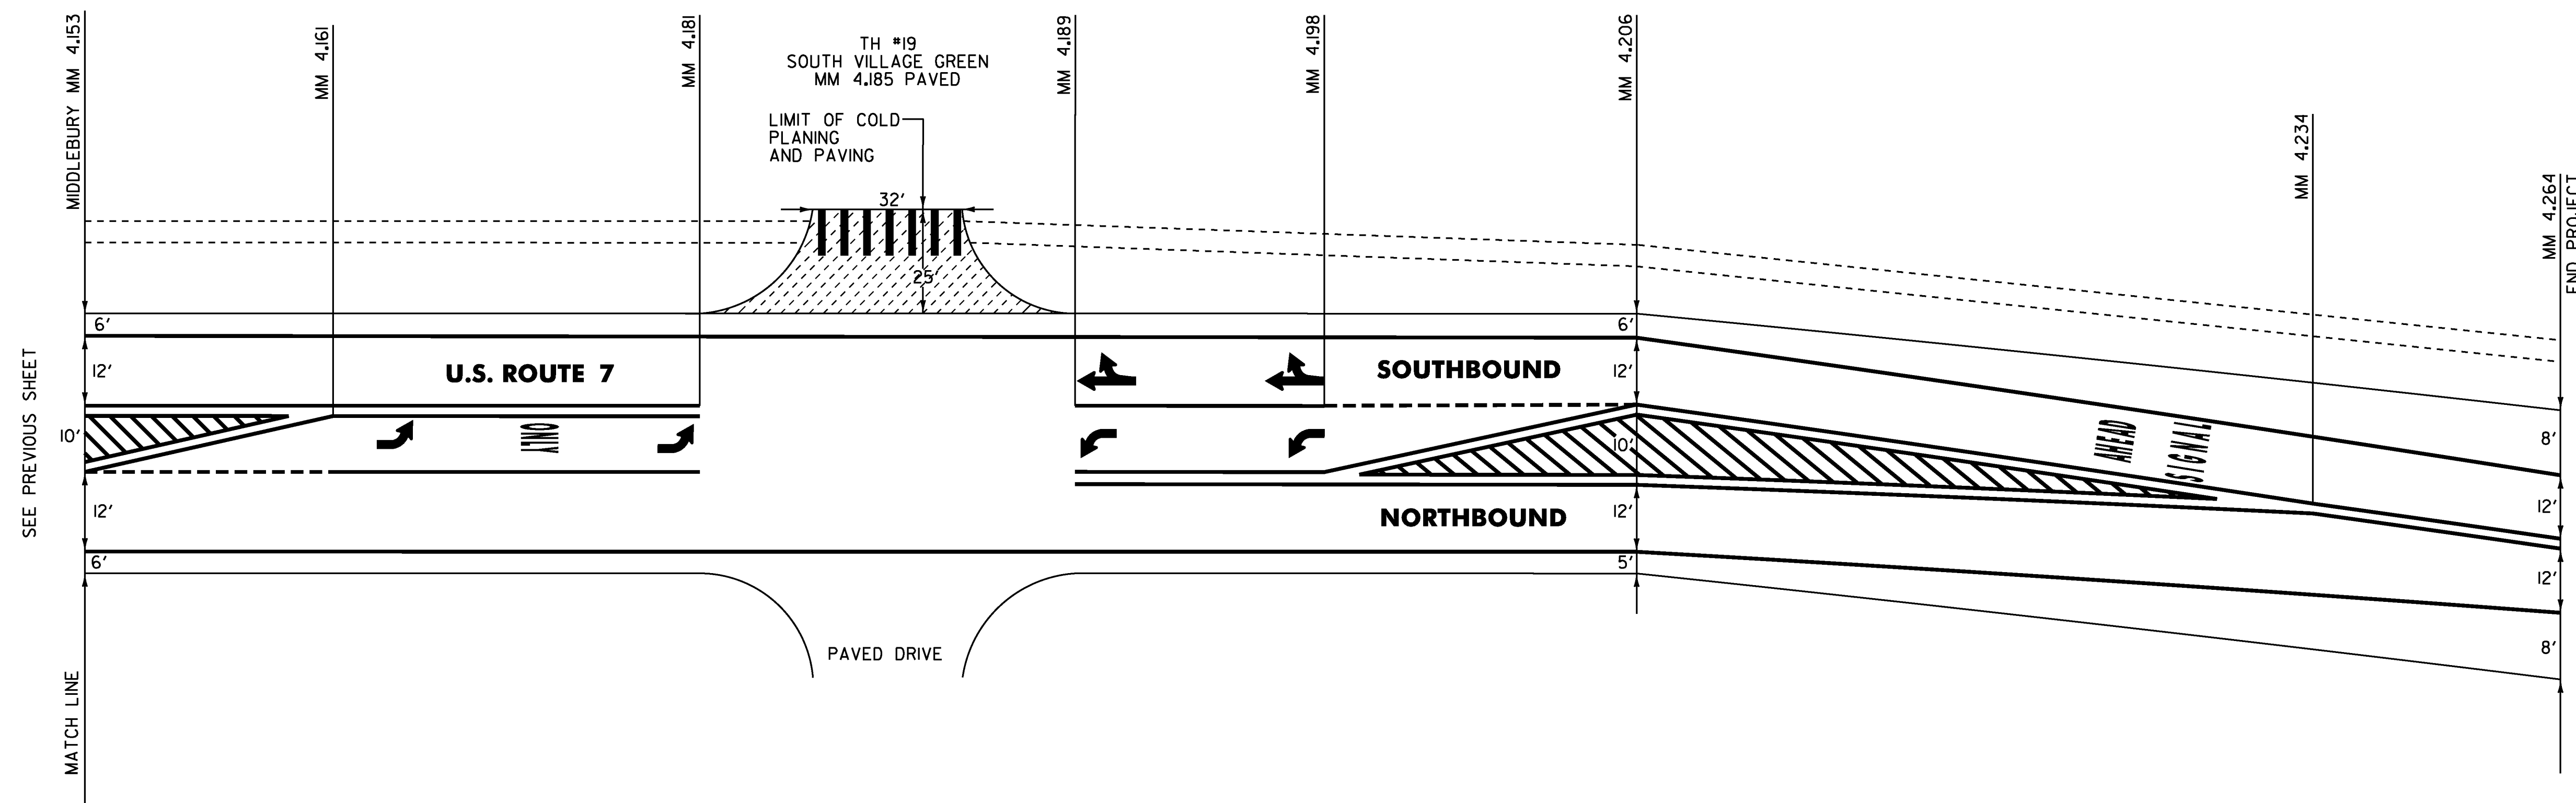 MIDDLEBURY MM 4.153
MM 4.161
MM 4.181
TH #19
SOUTH VILLAGE GREEN
MM 4.185 PAVED
LIMIT OF COLD
PLANING
AND PAVING
MM 4.189
MM 4.198
MM 4.206
MM 4.234
MM 4.264
END PROJECT
32'
25'
6'
6'
SEE PREVIOUS SHEET
12'
U.S. ROUTE 7
SOUTHBOUND
12'
10'
ONLY
10'
AHEAD
SIGNAL
8'
12'
NORTHBOUND
12'
12'
6'
5'
12'
PAVED DRIVE
8'
MATCH LINE